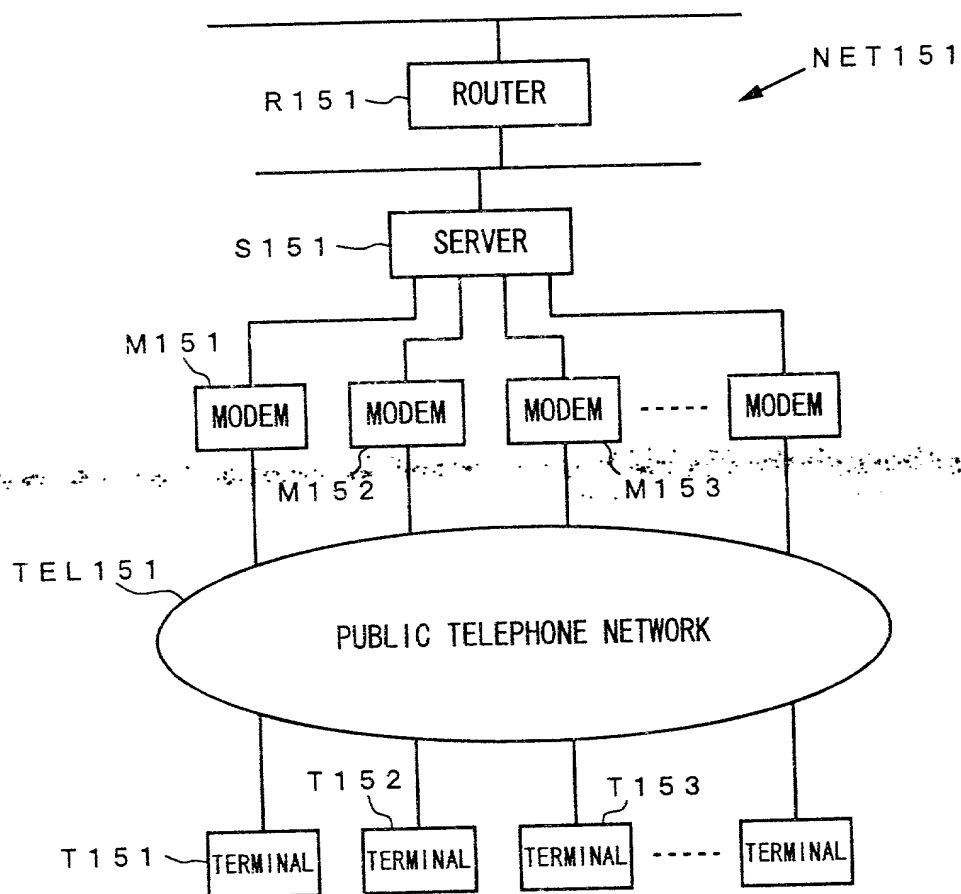 NET151
R151
ROUTER
S151
SERVER
M151
MODEM
MODEM
MODEM
MODEM
M152
M153
TEL151
PUBLIC TELEPHONE NETWORK
T152
T153
T151
TERMINAL
TERMINAL
TERMINAL
TERMINAL